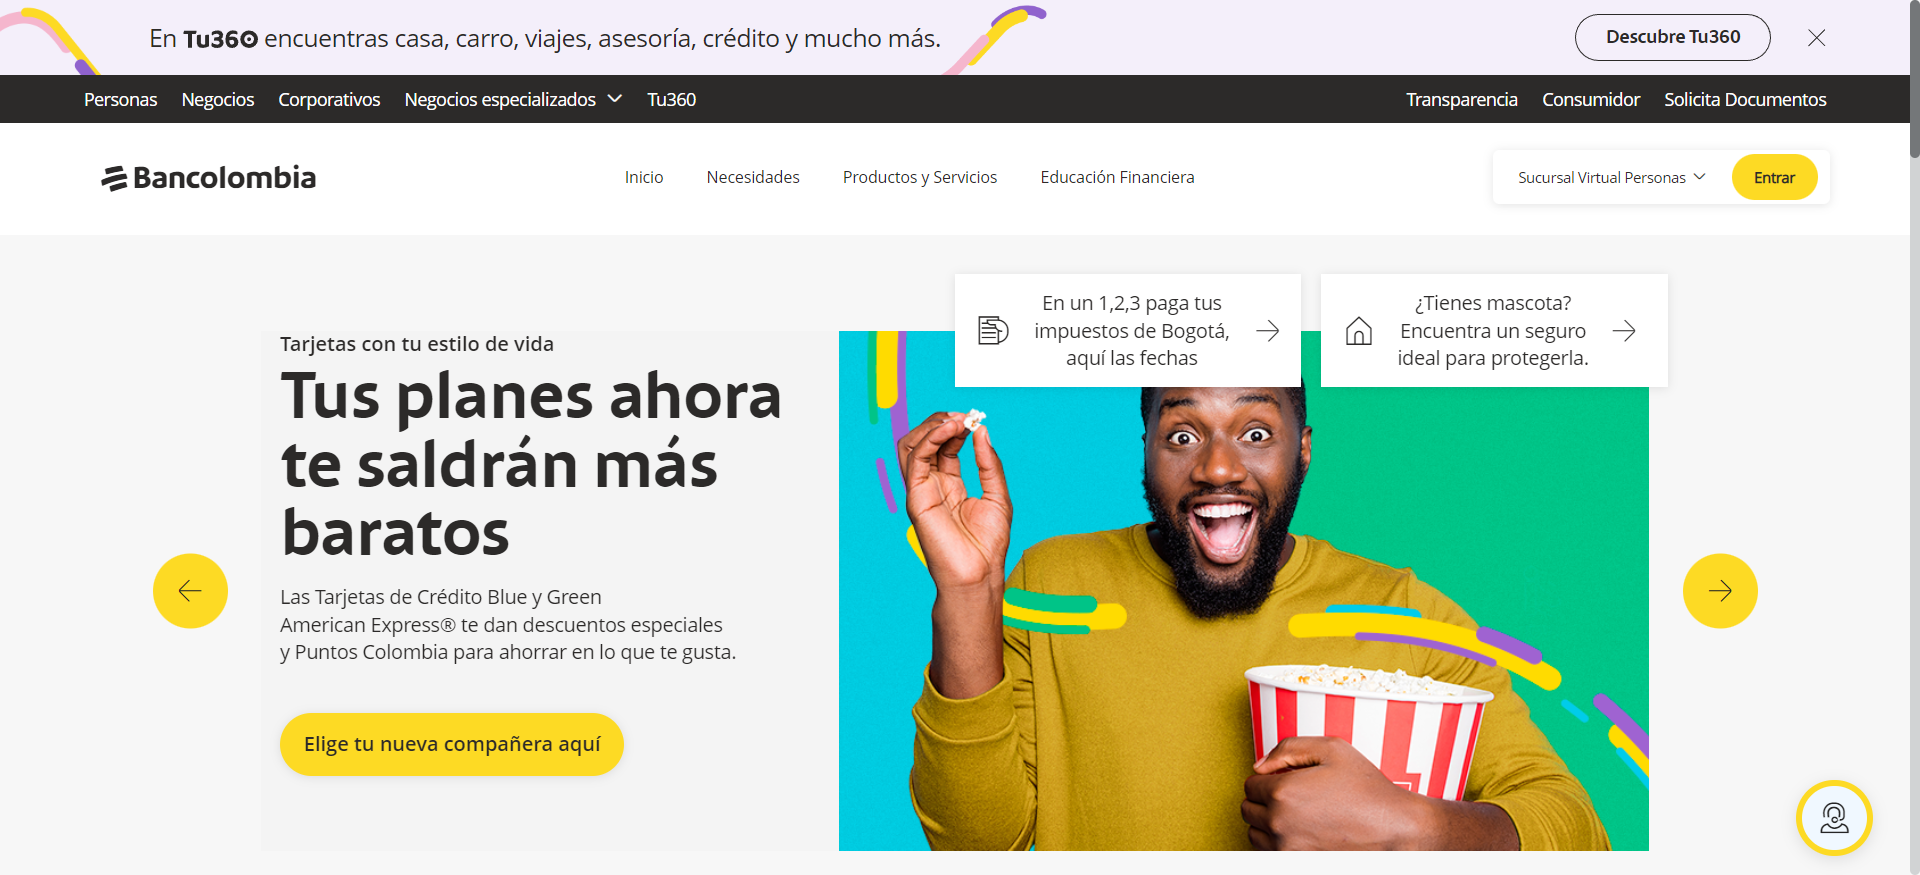 En Tu360 encuentras casa, carro, viajes, asesoría, crédito y mucho más.
Descubre Tu360
Personas Negocios Corporativos Negocios especializados Tu360
Transparencia Consumidor Solicita Documentos
Bancolombia
Inicio Necesidades Productos y Servicios Educación Financiera
Sucursal Virtual Personas
Entrar
En un 1,2,3 paga tus
impuestos de Bogotá,
aquí las fechas
¿Tienes mascota?
Encuentra un seguro
ideal para protegerla.
Tarjetas con tu estilo de vida
Tus planes ahora
te saldrán más
baratos
Las Tarjetas de Crédito Blue y Green
American Express® te dan descuentos especiales
y Puntos Colombia para ahorrar en lo que te gusta.
Elige tu nueva compañera aquí